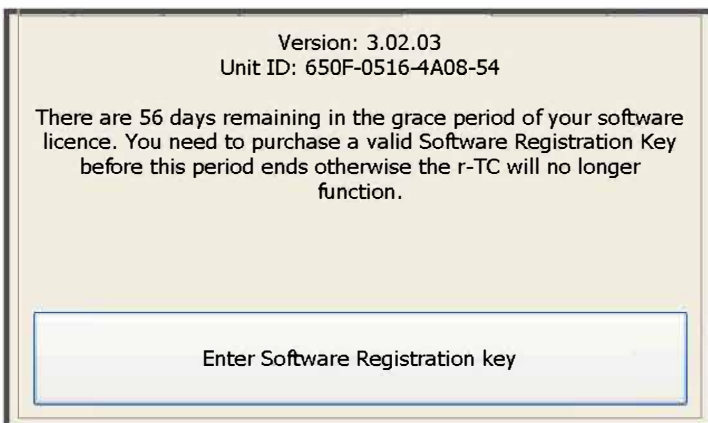 Version: 3.02.03
Unit ID: 650F-0516-4A08-54
There are 56 days remaining in the grace period of your software
licence. You need to purchase a valid Software Registration Key
before this period ends otherwise the r-TC will no longer
function.
Enter Software Registration key